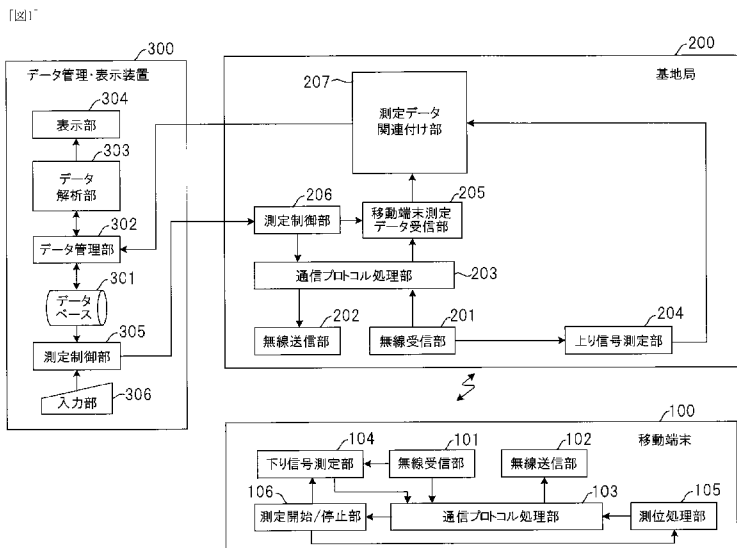 [図1]
300
データ管理・表示装置
304
表示部
303
データ
解析部
302
データ管理部
301
データ
ベース
305
測定制御部
入力部
306
200
基地局
207
測定データ
関連付け部
206
測定制御部
205
移動端末測定
データ受信部
通信プロトコル処理部
203
202
無線送信部
201
無線受信部
204
上り信号測定部
100
移動端末
104
下り信号測定部
101
無線受信部
102
無線送信部
106
測定開始/停止部
103
通信プロトコル処理部
105
測位処理部